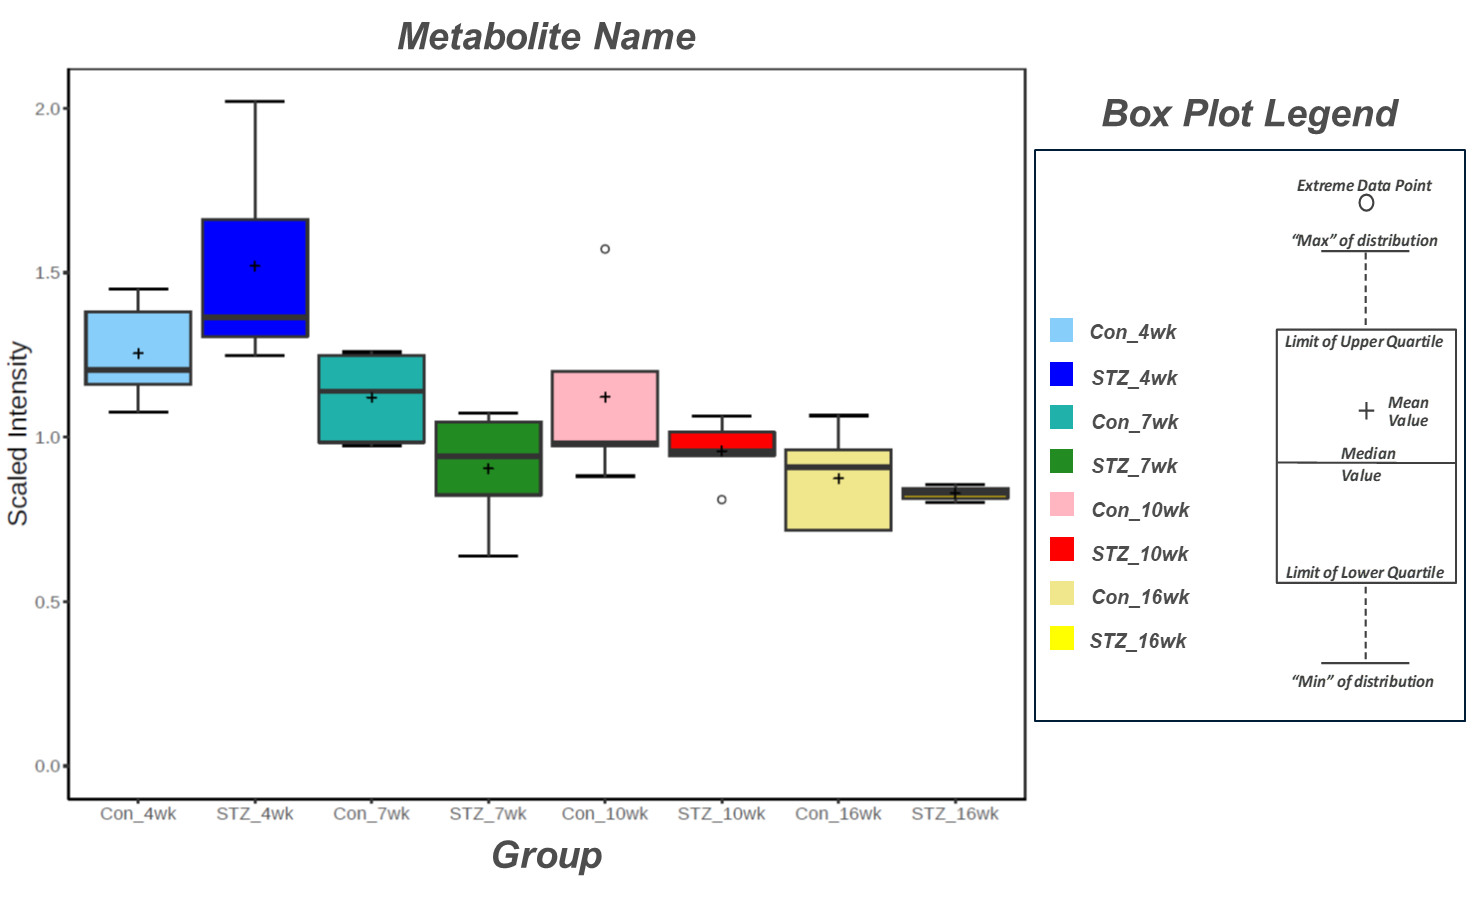 Metabolite Name
Scaled Intensity
2.0
1.5
1.0
0.5
0.0
Con_4wk STZ_4wk Con_7wk STZ_7wk Con_10wk STZ_10wk Con_16wk STZ_16wk
Group
Box Plot Legend
Con_4wk
STZ_4wk
Con_7wk
STZ_7wk
Con_10wk
STZ_10wk
Con_16wk
STZ_16wk
Extreme Data Point
“Max” of distribution
Limit of Upper Quartile
Mean
Value
Median
Value
Limit of Lower Quartile
“Min” of distribution